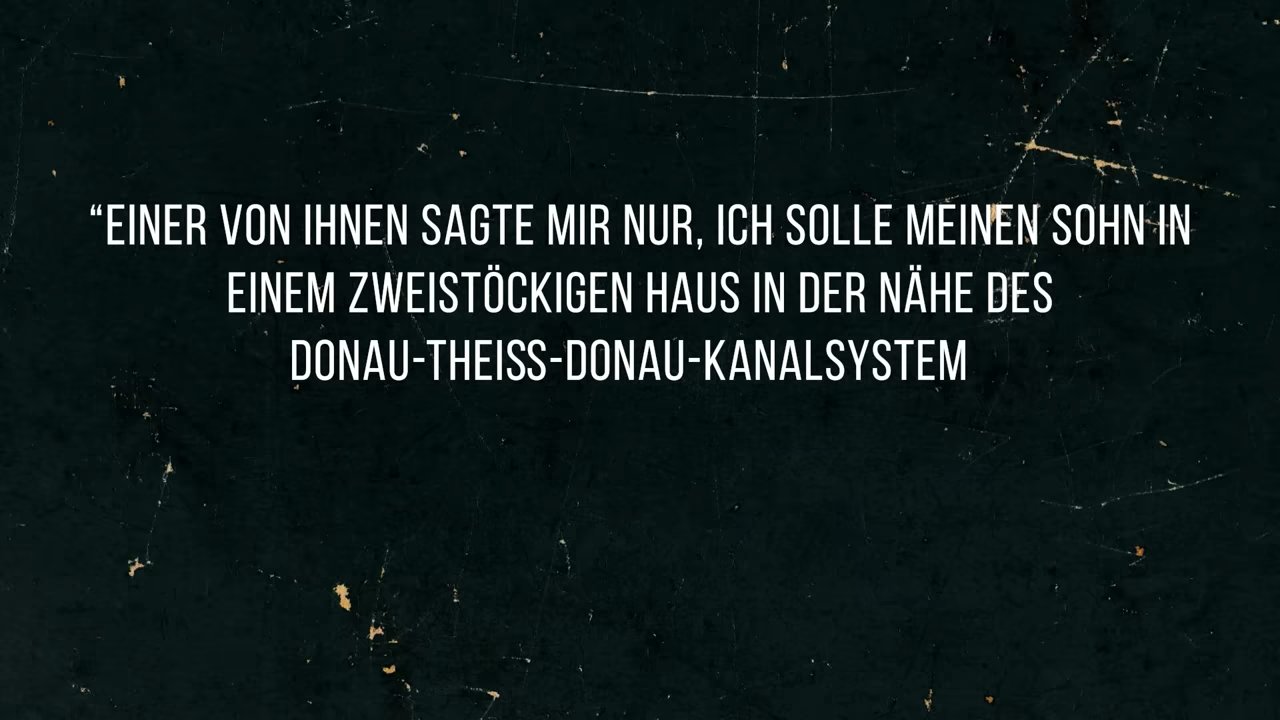 “EINER VON IHNEN SAGTE MIR NUR, ICH SOLLE MEINEN SOHN IN
EINEM ZWEISTÖCKIGEN HAUS IN DER NÄHE DES
DONAU-THEISS-DONAU-KANALSYSTEM